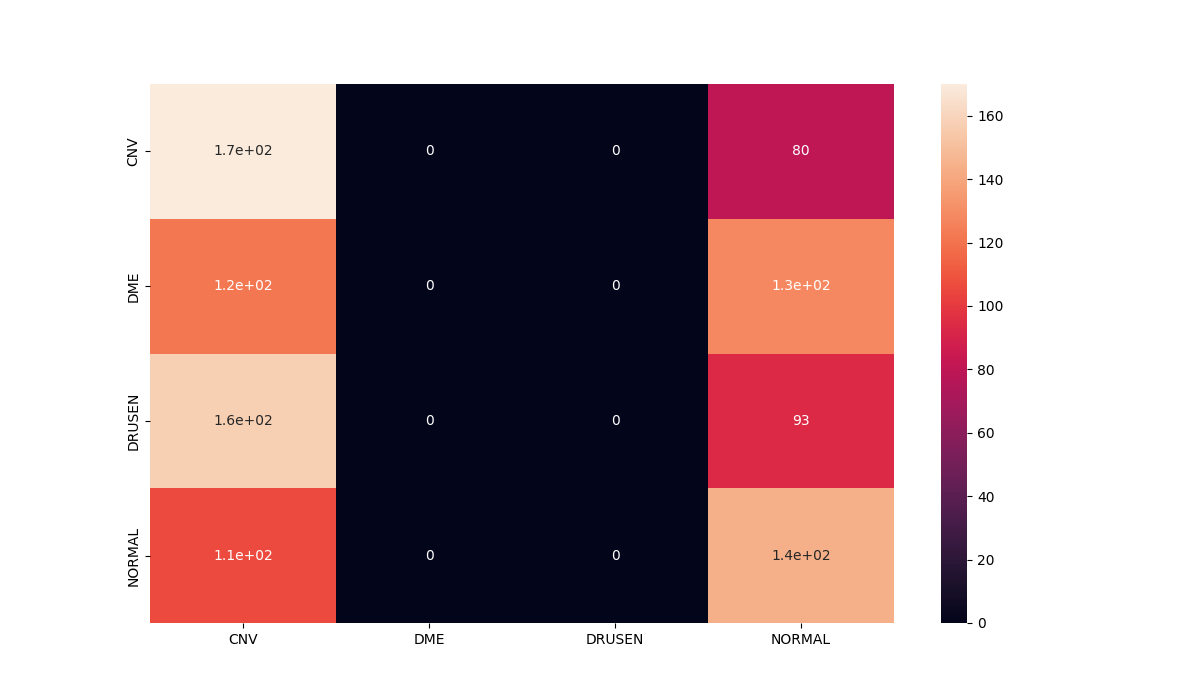 CNV 1.7e+02 0 0 80
DME 1.2e+02 0 0 1.3e+02
DRUSEN 1.6e+02 0 0 93
NORMAL 1.1e+02 0 0 1.4e+02
CNV DME DRUSEN NORMAL
160
140
120
100
80
60
40
20
0